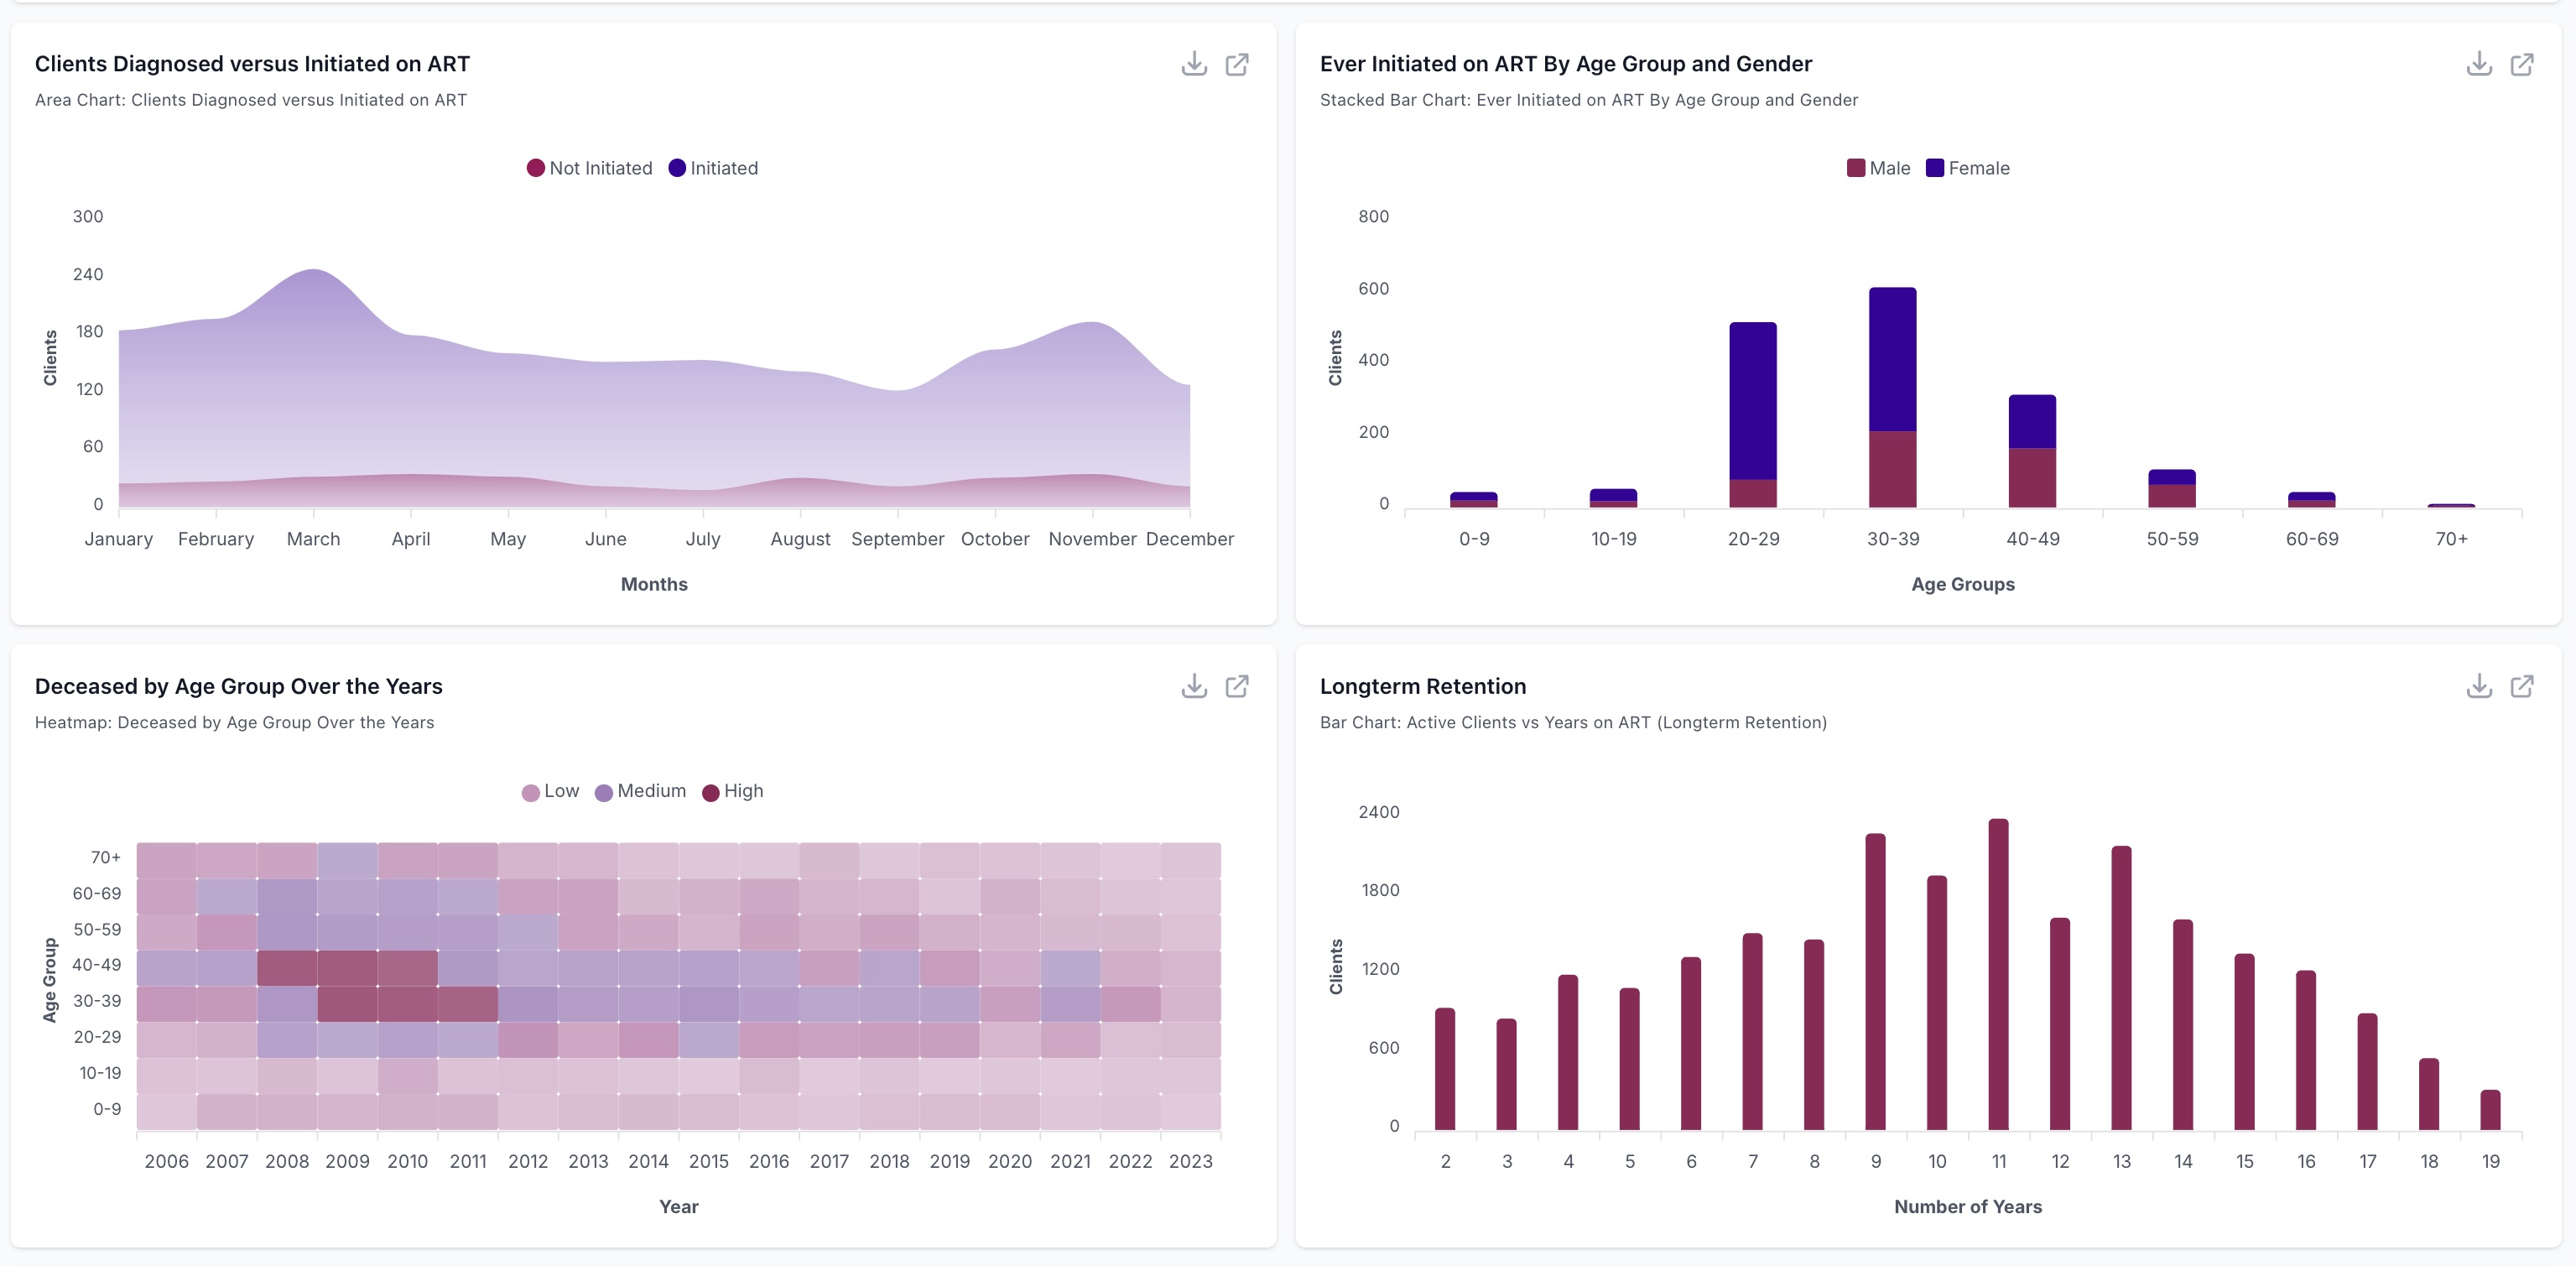 Clients Diagnosed versus Initiated on ART
Area Chart: Clients Diagnosed versus Initiated on ART
Not Initiated Initiated
300
240
180
120
60
0
Clients
January February March April May June July August September October November December
Months
Ever Initiated on ART By Age Group and Gender
Stacked Bar Chart: Ever Initiated on ART By Age Group and Gender
Male Female
800
600
400
200
0
Clients
0-9 10-19 20-29 30-39 40-49 50-59 60-69 70+
Age Groups
Deceased by Age Group Over the Years
Heatmap: Deceased by Age Group Over the Years
Low Medium High
70+
60-69
50-59
40-49
30-39
20-29
10-19
0-9
Age Group
2006 2007 2008 2009 2010 2011 2012 2013 2014 2015 2016 2017 2018 2019 2020 2021 2022 2023
Year
Longterm Retention
Bar Chart: Active Clients vs Years on ART (Longterm Retention)
2400
1800
1200
600
0
Clients
2 3 4 5 6 7 8 9 10 11 12 13 14 15 16 17 18 19
Number of Years